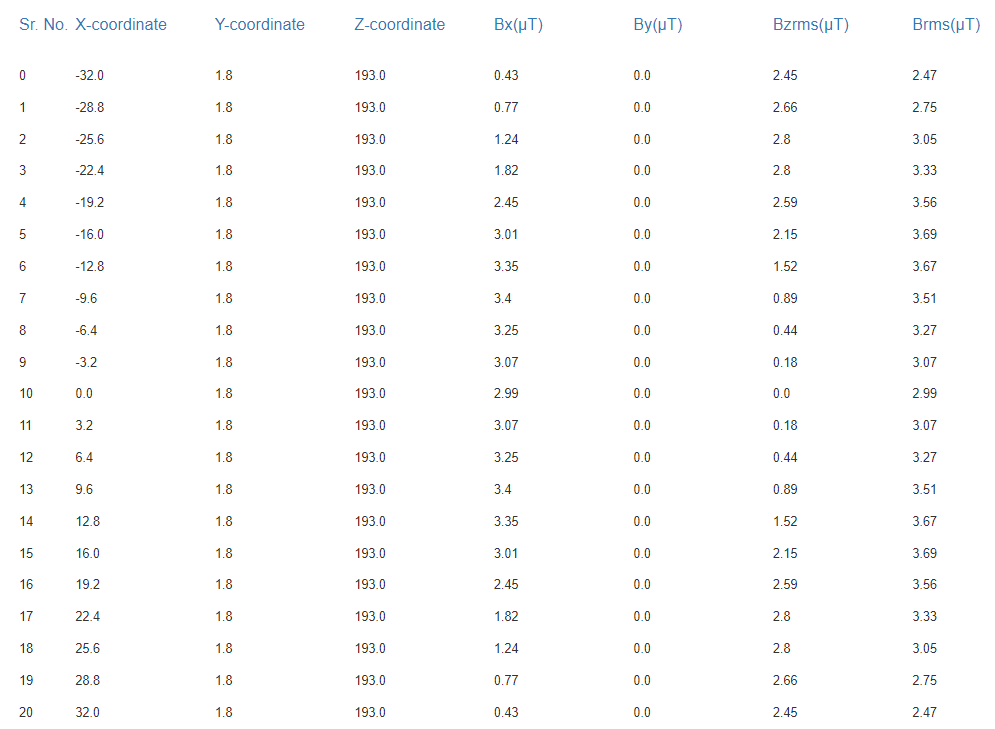 Sr. No. X-coordinate Y-coordinate Z-coordinate Bx(µT) By(µT) Bzrms(µT) Brms(µT)
0 -32.0 1.8 193.0 0.43 0.0 2.45 2.47
1 -28.8 1.8 193.0 0.77 0.0 2.66 2.75
2 -25.6 1.8 193.0 1.24 0.0 2.8 3.05
3 -22.4 1.8 193.0 1.82 0.0 2.8 3.33
4 -19.2 1.8 193.0 2.45 0.0 2.59 3.56
5 -16.0 1.8 193.0 3.01 0.0 2.15 3.69
6 -12.8 1.8 193.0 3.35 0.0 1.52 3.67
7 -9.6 1.8 193.0 3.4 0.0 0.89 3.51
8 -6.4 1.8 193.0 3.25 0.0 0.44 3.27
9 -3.2 1.8 193.0 3.07 0.0 0.18 3.07
10 0.0 1.8 193.0 2.99 0.0 0.0 2.99
11 3.2 1.8 193.0 3.07 0.0 0.18 3.07
12 6.4 1.8 193.0 3.25 0.0 0.44 3.27
13 9.6 1.8 193.0 3.4 0.0 0.89 3.51
14 12.8 1.8 193.0 3.35 0.0 1.52 3.67
15 16.0 1.8 193.0 3.01 0.0 2.15 3.69
16 19.2 1.8 193.0 2.45 0.0 2.59 3.56
17 22.4 1.8 193.0 1.82 0.0 2.8 3.33
18 25.6 1.8 193.0 1.24 0.0 2.8 3.05
19 28.8 1.8 193.0 0.77 0.0 2.66 2.75
20 32.0 1.8 193.0 0.43 0.0 2.45 2.47